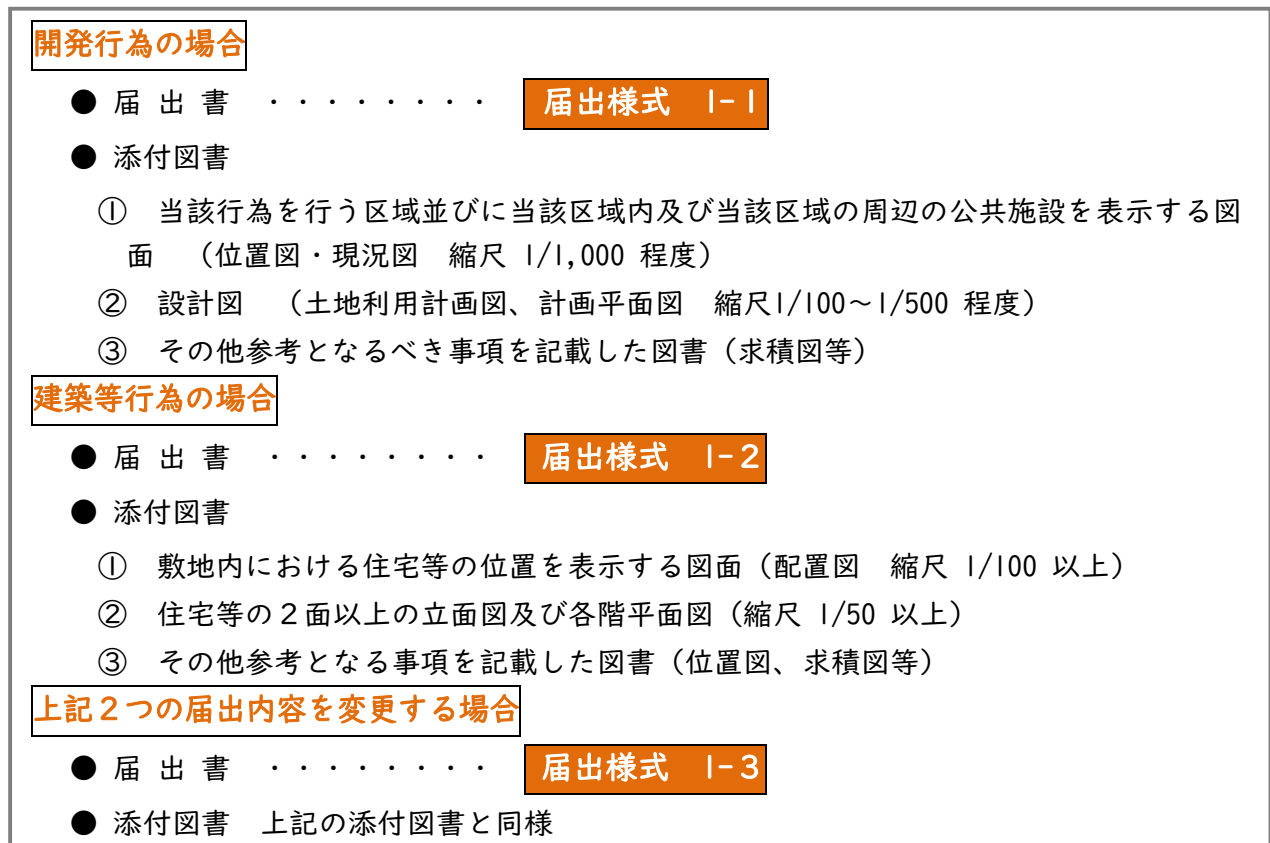 開発行為の場合
● 届 出 書 ・・・・・・・・ 届出様式 1-1
● 添付図書
① 当該行為を行う区域並びに当該区域内及び当該区域の周辺の公共施設を表示する図
面 (位置図・現況図 縮尺 1/1,000 程度)
② 設計図 (土地利用計画図、計画平面図 縮尺1/100~1/500 程度)
③ その他参考となるべき事項を記載した図書(求積図等)
建築等行為の場合
● 届 出 書 ・・・・・・・・ 届出様式 1-2
● 添付図書
① 敷地内における住宅等の位置を表示する図面(配置図 縮尺 1/100 以上)
② 住宅等の2面以上の立面図及び各階平面図(縮尺 1/50 以上)
③ その他参考となる事項を記載した図書(位置図、求積図等)
上記2つの届出内容を変更する場合
● 届 出 書 ・・・・・・・・ 届出様式 1-3
● 添付図書 上記の添付図書と同様